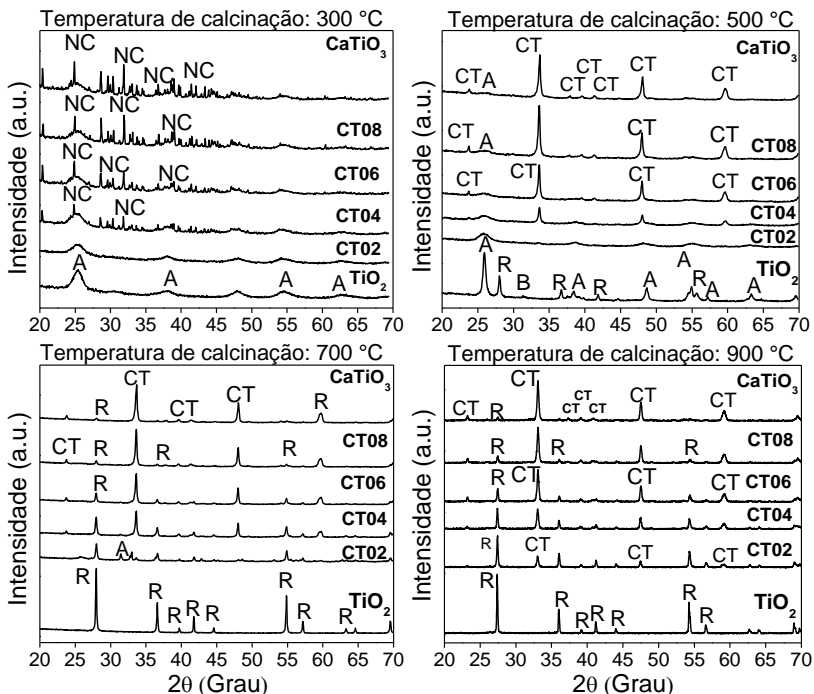 Temperatura de calcinação: 300 °C
Intensidade (a.u.)
NC NC NC NC CaTiO₃
NC NC NC CT08
NC NC NC CT06
NC NC CT04
CT02
A A A A TiO₂
20 25 30 35 40 45 50 55 60 65 70
Temperatura de calcinação: 500 °C
Intensidade (a.u.)
CT A CT CT CT CT CT CT CaTiO₃
CT A CT08
CT CT CT CT CT06
CT04
CT02
A R B R A R A A R A A TiO₂
20 25 30 35 40 45 50 55 60 65 70
Temperatura de calcinação: 700 °C
Intensidade (a.u.)
R CT CT CT R CaTiO₃
CT R R R CT08
R CT06
CT04
A CT02
R R R R R R R R TiO₂
20 25 30 35 40 45 50 55 60 65 70
2θ (Grau)
Temperatura de calcinação: 900 °C
Intensidade (a.u.)
CT R CT CT CT CT CT CT CaTiO₃
R R R CT08
R CT CT CT CT06
CT04
R CT CT CT CT02
R R R R R R R TiO₂
20 25 30 35 40 45 50 55 60 65 70
2θ (Grau)